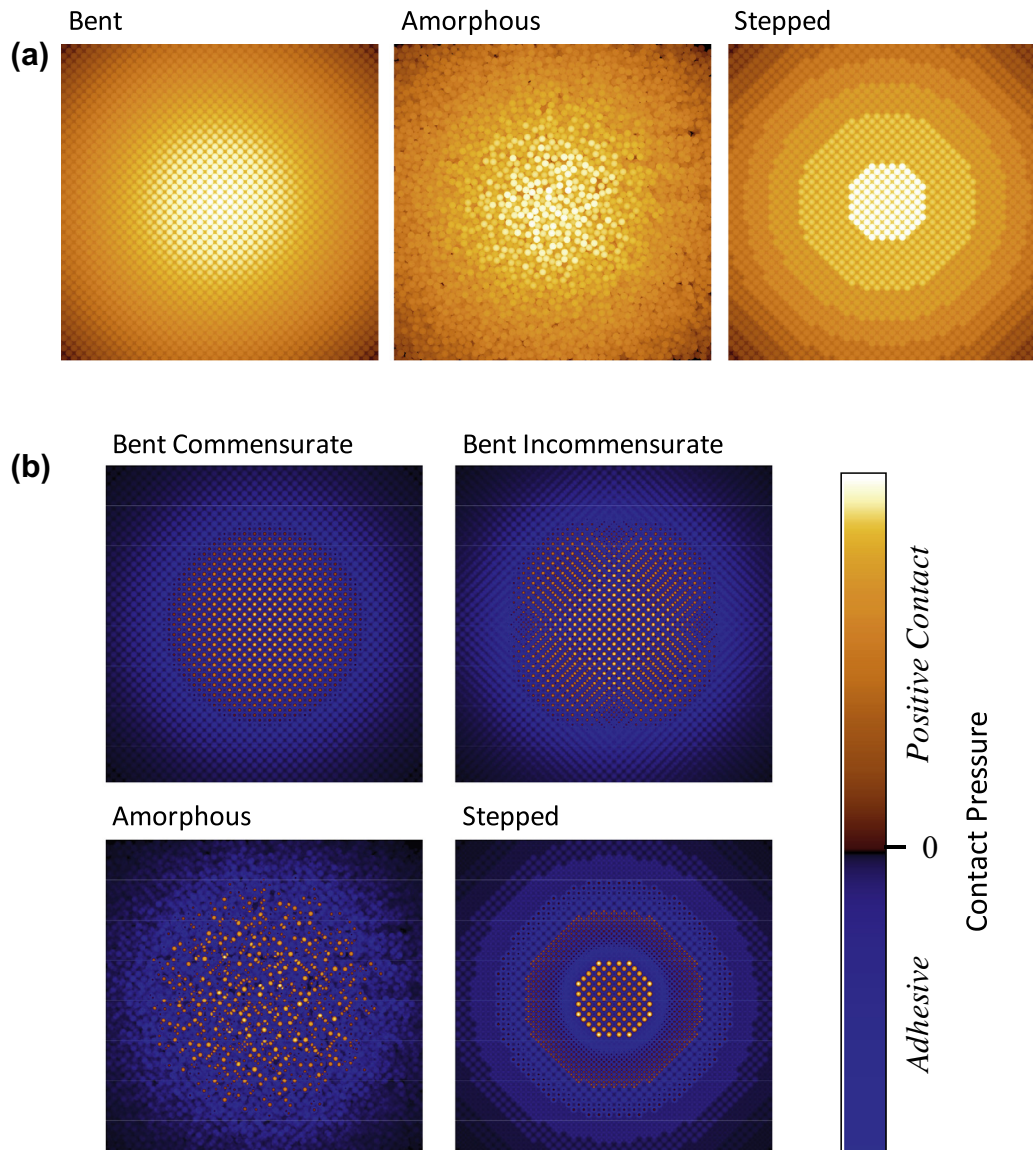 Bent
Amorphous
Stepped
(a)
Bent Commensurate
Bent Incommensurate
(b)
Amorphous
Stepped
Positive Contact
0
Adhesive
Contact Pressure